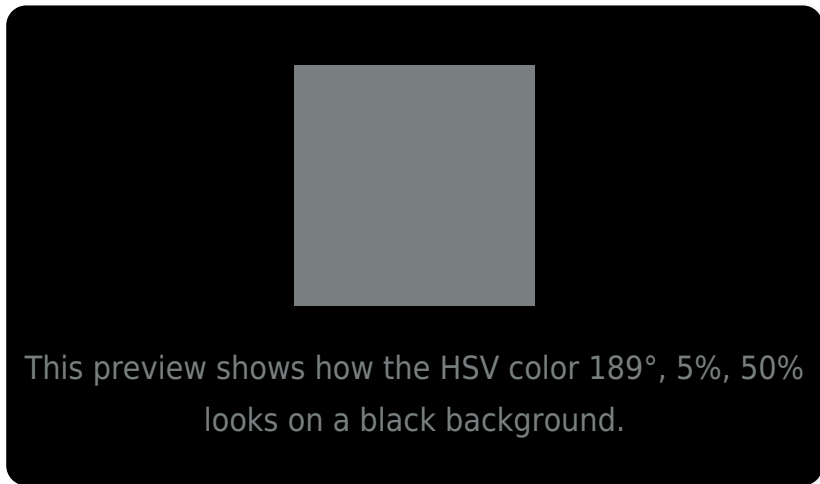 This preview shows how the HSV color 189°, 5%, 50%
looks on a black background.